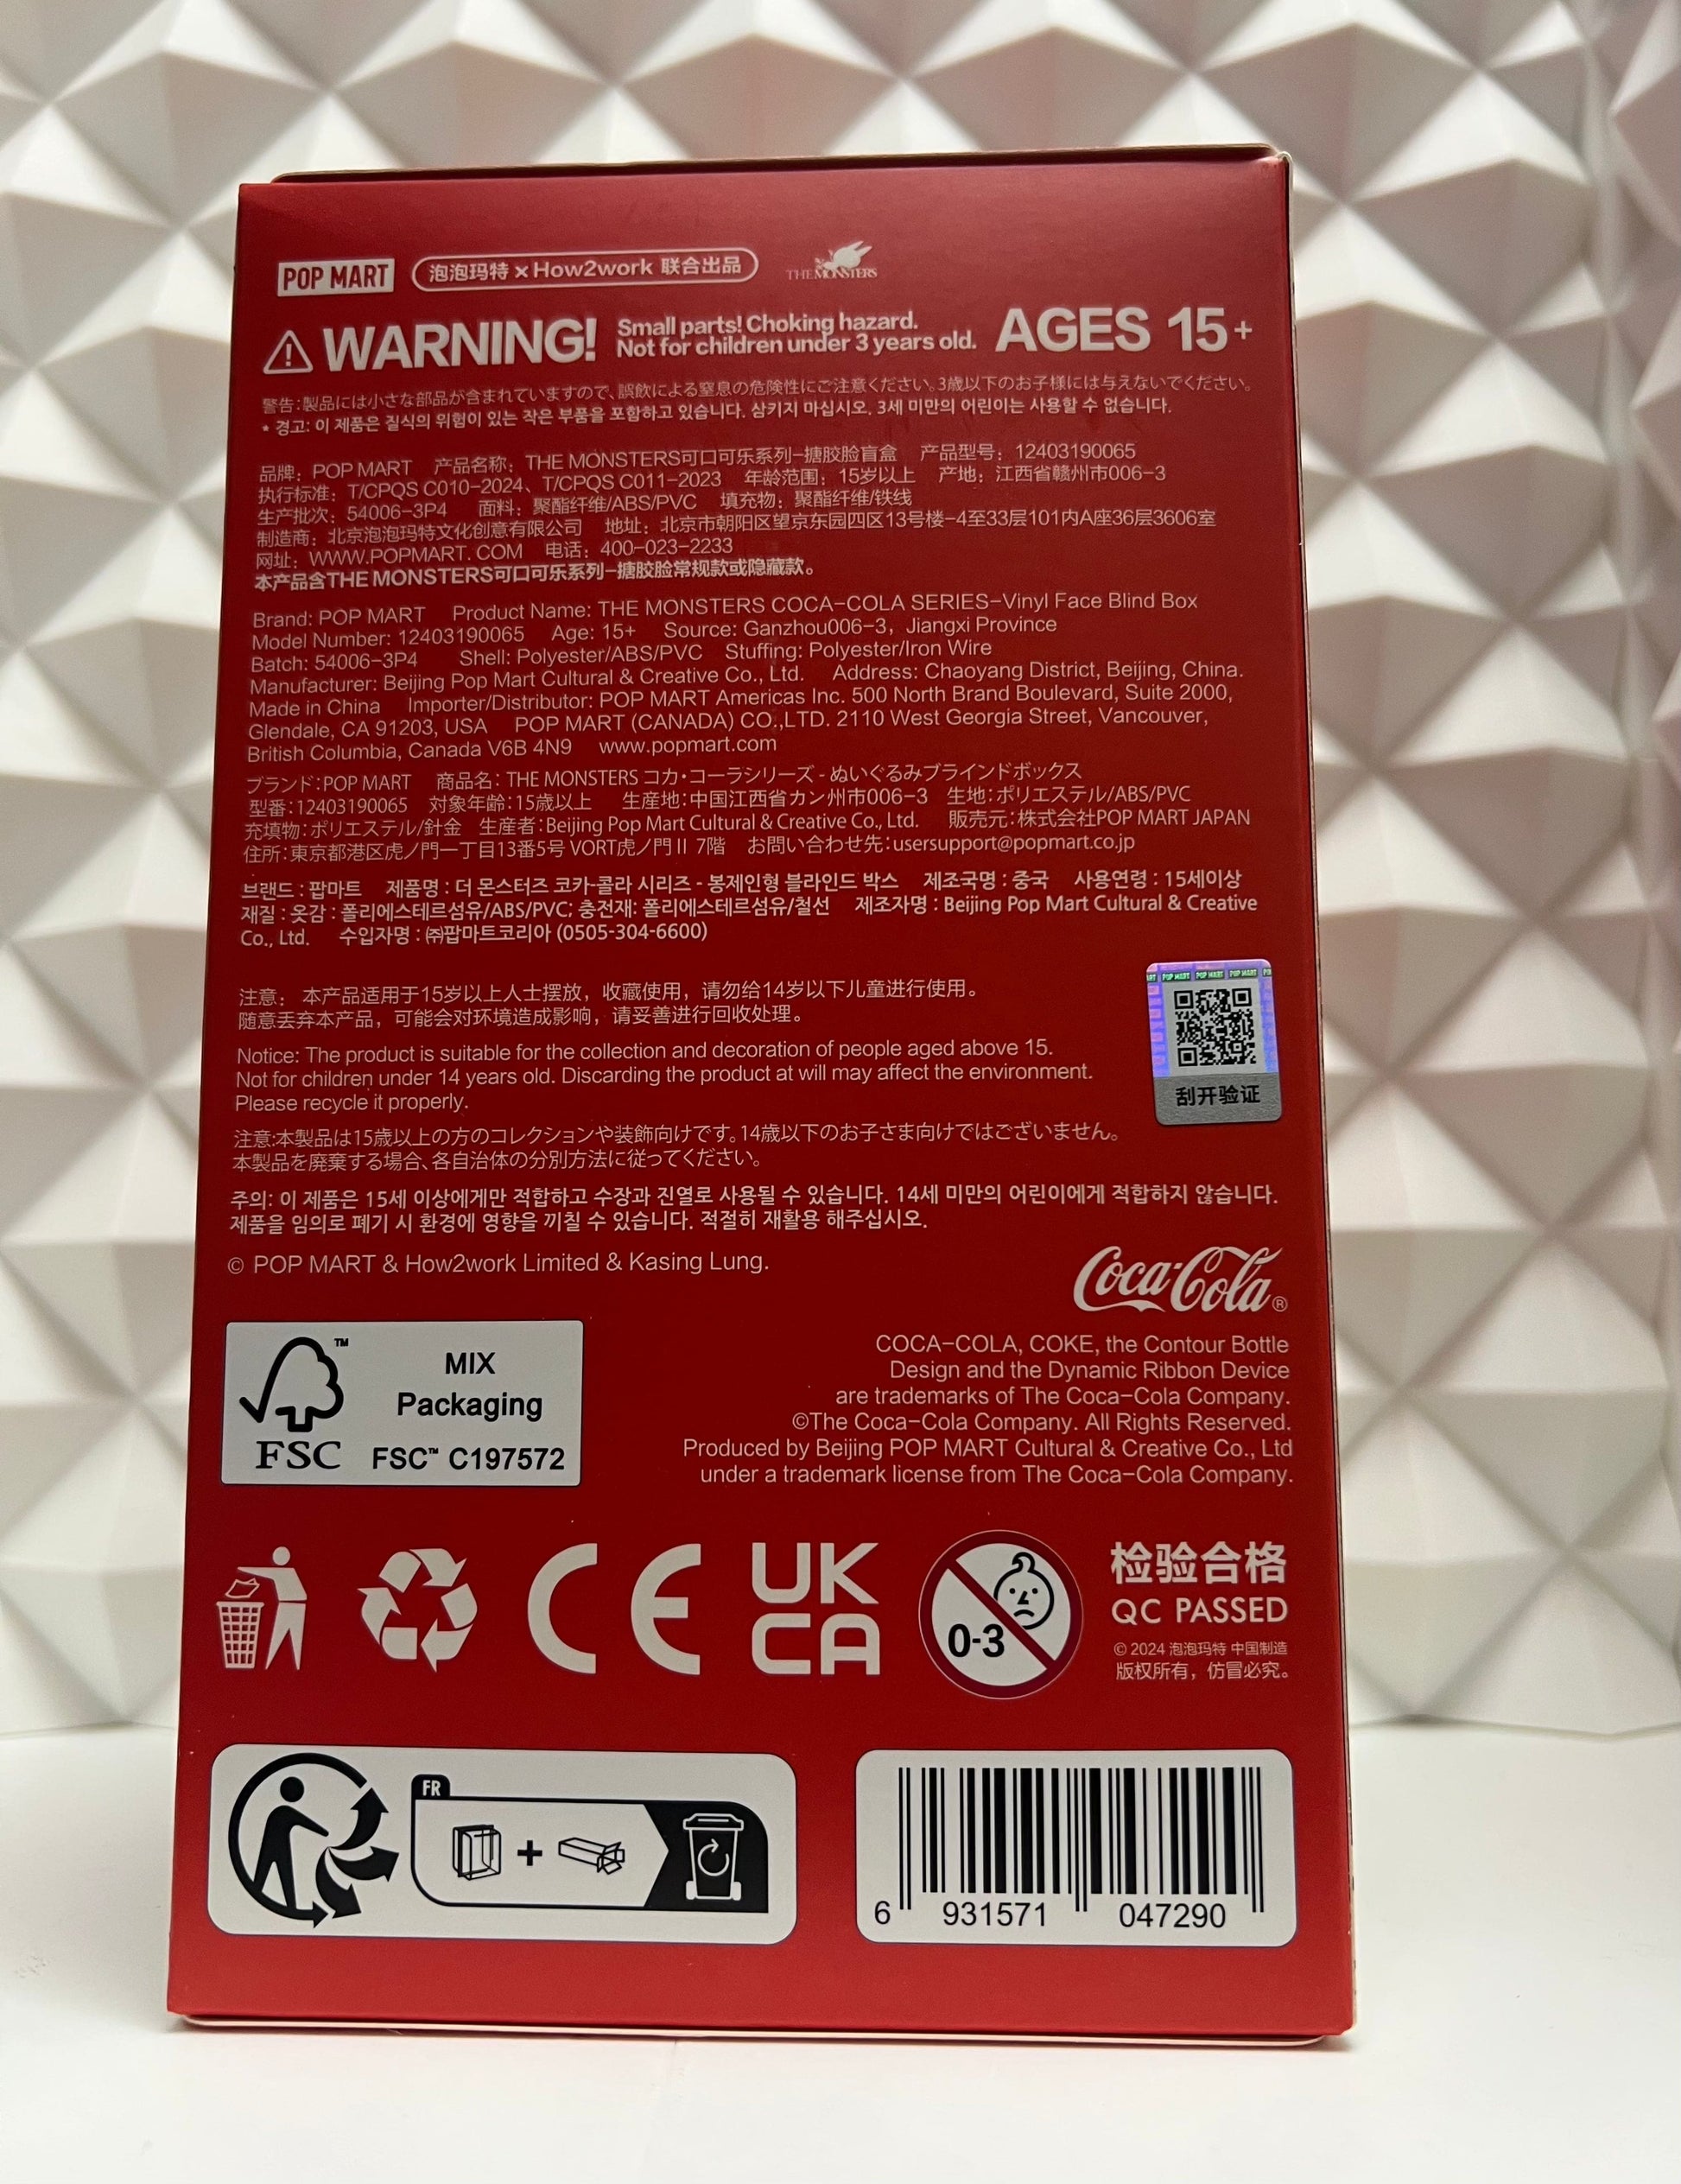 POP MART 泡泡玛特 × How2work 联合出品 THE MONSTERS
WARNING! Small parts! Choking hazard. AGES 15+
Not for children under 3 years old.
警告:製品には小さな部品が含まれていますので、誤飲による窒息の危険性にご注意ください。3歳以下のお子様には与えないでください。
* 경고: 이 제품은 질식의 위험이 있는 작은 부품을 포함하고 있습니다. 삼키지 마십시오. 3세 미만의 어린이는 사용할 수 없습니다.
品牌：POP MART 产品名称：THE MONSTERS可口可乐系列-搪胶脸盲盒 产品型号：12403190065
执行标准：T/CPQS C010-2024、T/CPQS C011-2023 年龄范围：15岁以上 产地：江西省赣州市006-3
生产批次：54006-3P4 面料：聚酯纤维/ABS/PVC 填充物：聚酯纤维/铁线
制造商：北京泡泡玛特文化创意有限公司 地址：北京市朝阳区望京东园四区13号楼-4至33层101内A座36层3606室
网址：WWW.POPMART.COM 电话：400-023-2233
本产品含THE MONSTERS可口可乐系列-搪胶脸常规款或隐藏款。
Brand: POP MART Product Name: THE MONSTERS COCA-COLA SERIES-Vinyl Face Blind Box
Model Number: 12403190065 Age: 15+ Source: Ganzhou006-3, Jiangxi Province
Batch: 54006-3P4 Shell: Polyester/ABS/PVC Stuffing: Polyester/Iron Wire
Manufacturer: Beijing Pop Mart Cultural & Creative Co., Ltd. Address: Chaoyang District, Beijing, China.
Made in China Importer/Distributor: POP MART Americas Inc. 500 North Brand Boulevard, Suite 2000,
Glendale, CA 91203, USA POP MART (CANADA) CO.,LTD. 2110 West Georgia Street, Vancouver,
British Columbia, Canada V6B 4N9 www.popmart.com
ブランド:POP MART 商品名: THE MONSTERS コカ・コーラシリーズ - ぬいぐるみブラインドボックス
型番:12403190065 対象年齢:15歳以上 生産地:中国江西省カン州市006-3 生地:ポリエステル/ABS/PVC
充填物:ポリエステル/針金 生産者:Beijing Pop Mart Cultural & Creative Co., Ltd. 販売元:株式会社POP MART JAPAN
住所:東京都港区虎ノ門一丁目13番5号 VORT虎ノ門II 7階 お問い合わせ先:usersupport@popmart.co.jp
브랜드 : 팝마트 제품명 : 더 몬스터즈 코카-콜라 시리즈 - 봉제인형 블라인드 박스 제조국명 : 중국 사용연령 : 15세이상
재질 : 옷감 : 폴리에스테르섬유/ABS/PVC; 충전재: 폴리에스테르섬유/철선 제조자명 : Beijing Pop Mart Cultural & Creative
Co., Ltd. 수입자명 : ㈜팝마트코리아 (0505-304-6600)
注意：本产品适用于15岁以上人士摆放，收藏使用，请勿给14岁以下儿童进行使用。
随意丢弃本产品，可能会对环境造成影响，请妥善进行回收处理。
POP MART POP MART POP MART
刮开验证
Notice: The product is suitable for the collection and decoration of people aged above 15.
Not for children under 14 years old. Discarding the product at will may affect the environment.
Please recycle it properly.
注意:本製品は15歳以上の方のコレクションや装飾向けです。14歳以下のお子さま向けではございません。
本製品を廃棄する場合、各自治体の分別方法に従ってください。
주의: 이 제품은 15세 이상에게만 적합하고 수장과 진열로 사용될 수 있습니다. 14세 미만의 어린이에게 적합하지 않습니다.
제품을 임의로 폐기 시 환경에 영향을 끼칠 수 있습니다. 적절히 재활용 해주십시오.
© POP MART & How2work Limited & Kasing Lung.
Coca-Cola®
COCA-COLA, COKE, the Contour Bottle
Design and the Dynamic Ribbon Device
are trademarks of The Coca-Cola Company.
©The Coca-Cola Company. All Rights Reserved.
Produced by Beijing POP MART Cultural & Creative Co., Ltd
under a trademark license from The Coca-Cola Company.
™
MIX
Packaging
FSC FSC™ C197572
CE
UK
CA
0-3
检验合格
QC PASSED
© 2024 泡泡玛特 中国制造
版权所有，仿冒必究。
FR
+
6 931571 047290